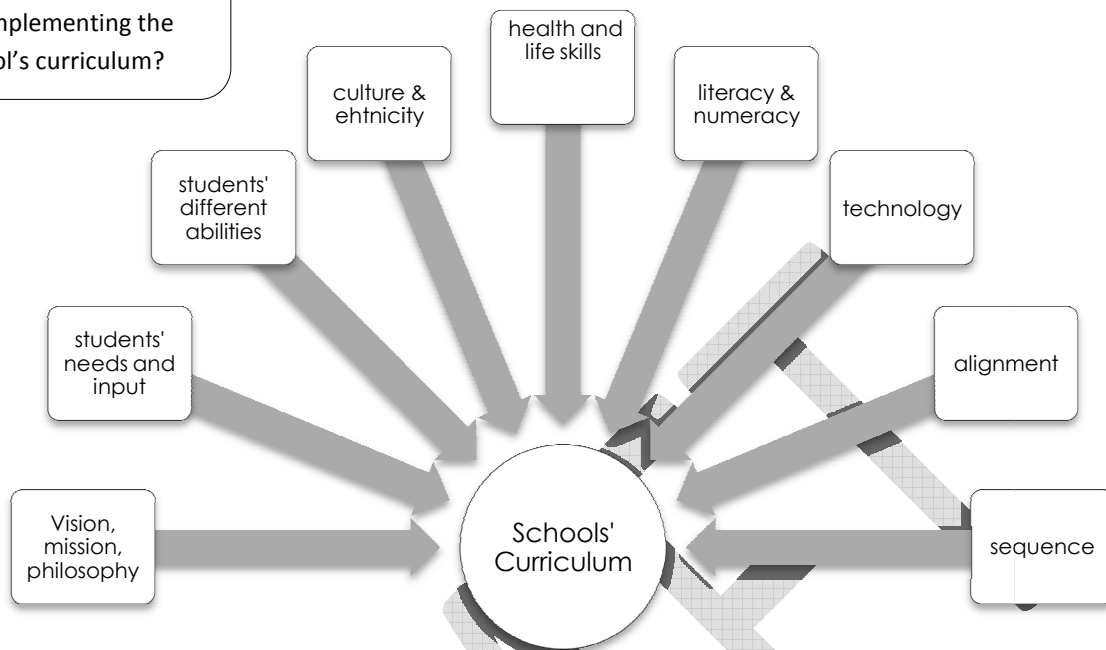 mplementing the
ol's curriculum?
health and
life skills
culture &
ehtnicity
literacy &
numeracy
students'
different
abilities
technology
students'
needs and
input
alignment
Vision,
mission,
philosophy
Schools'
Curriculum
sequence